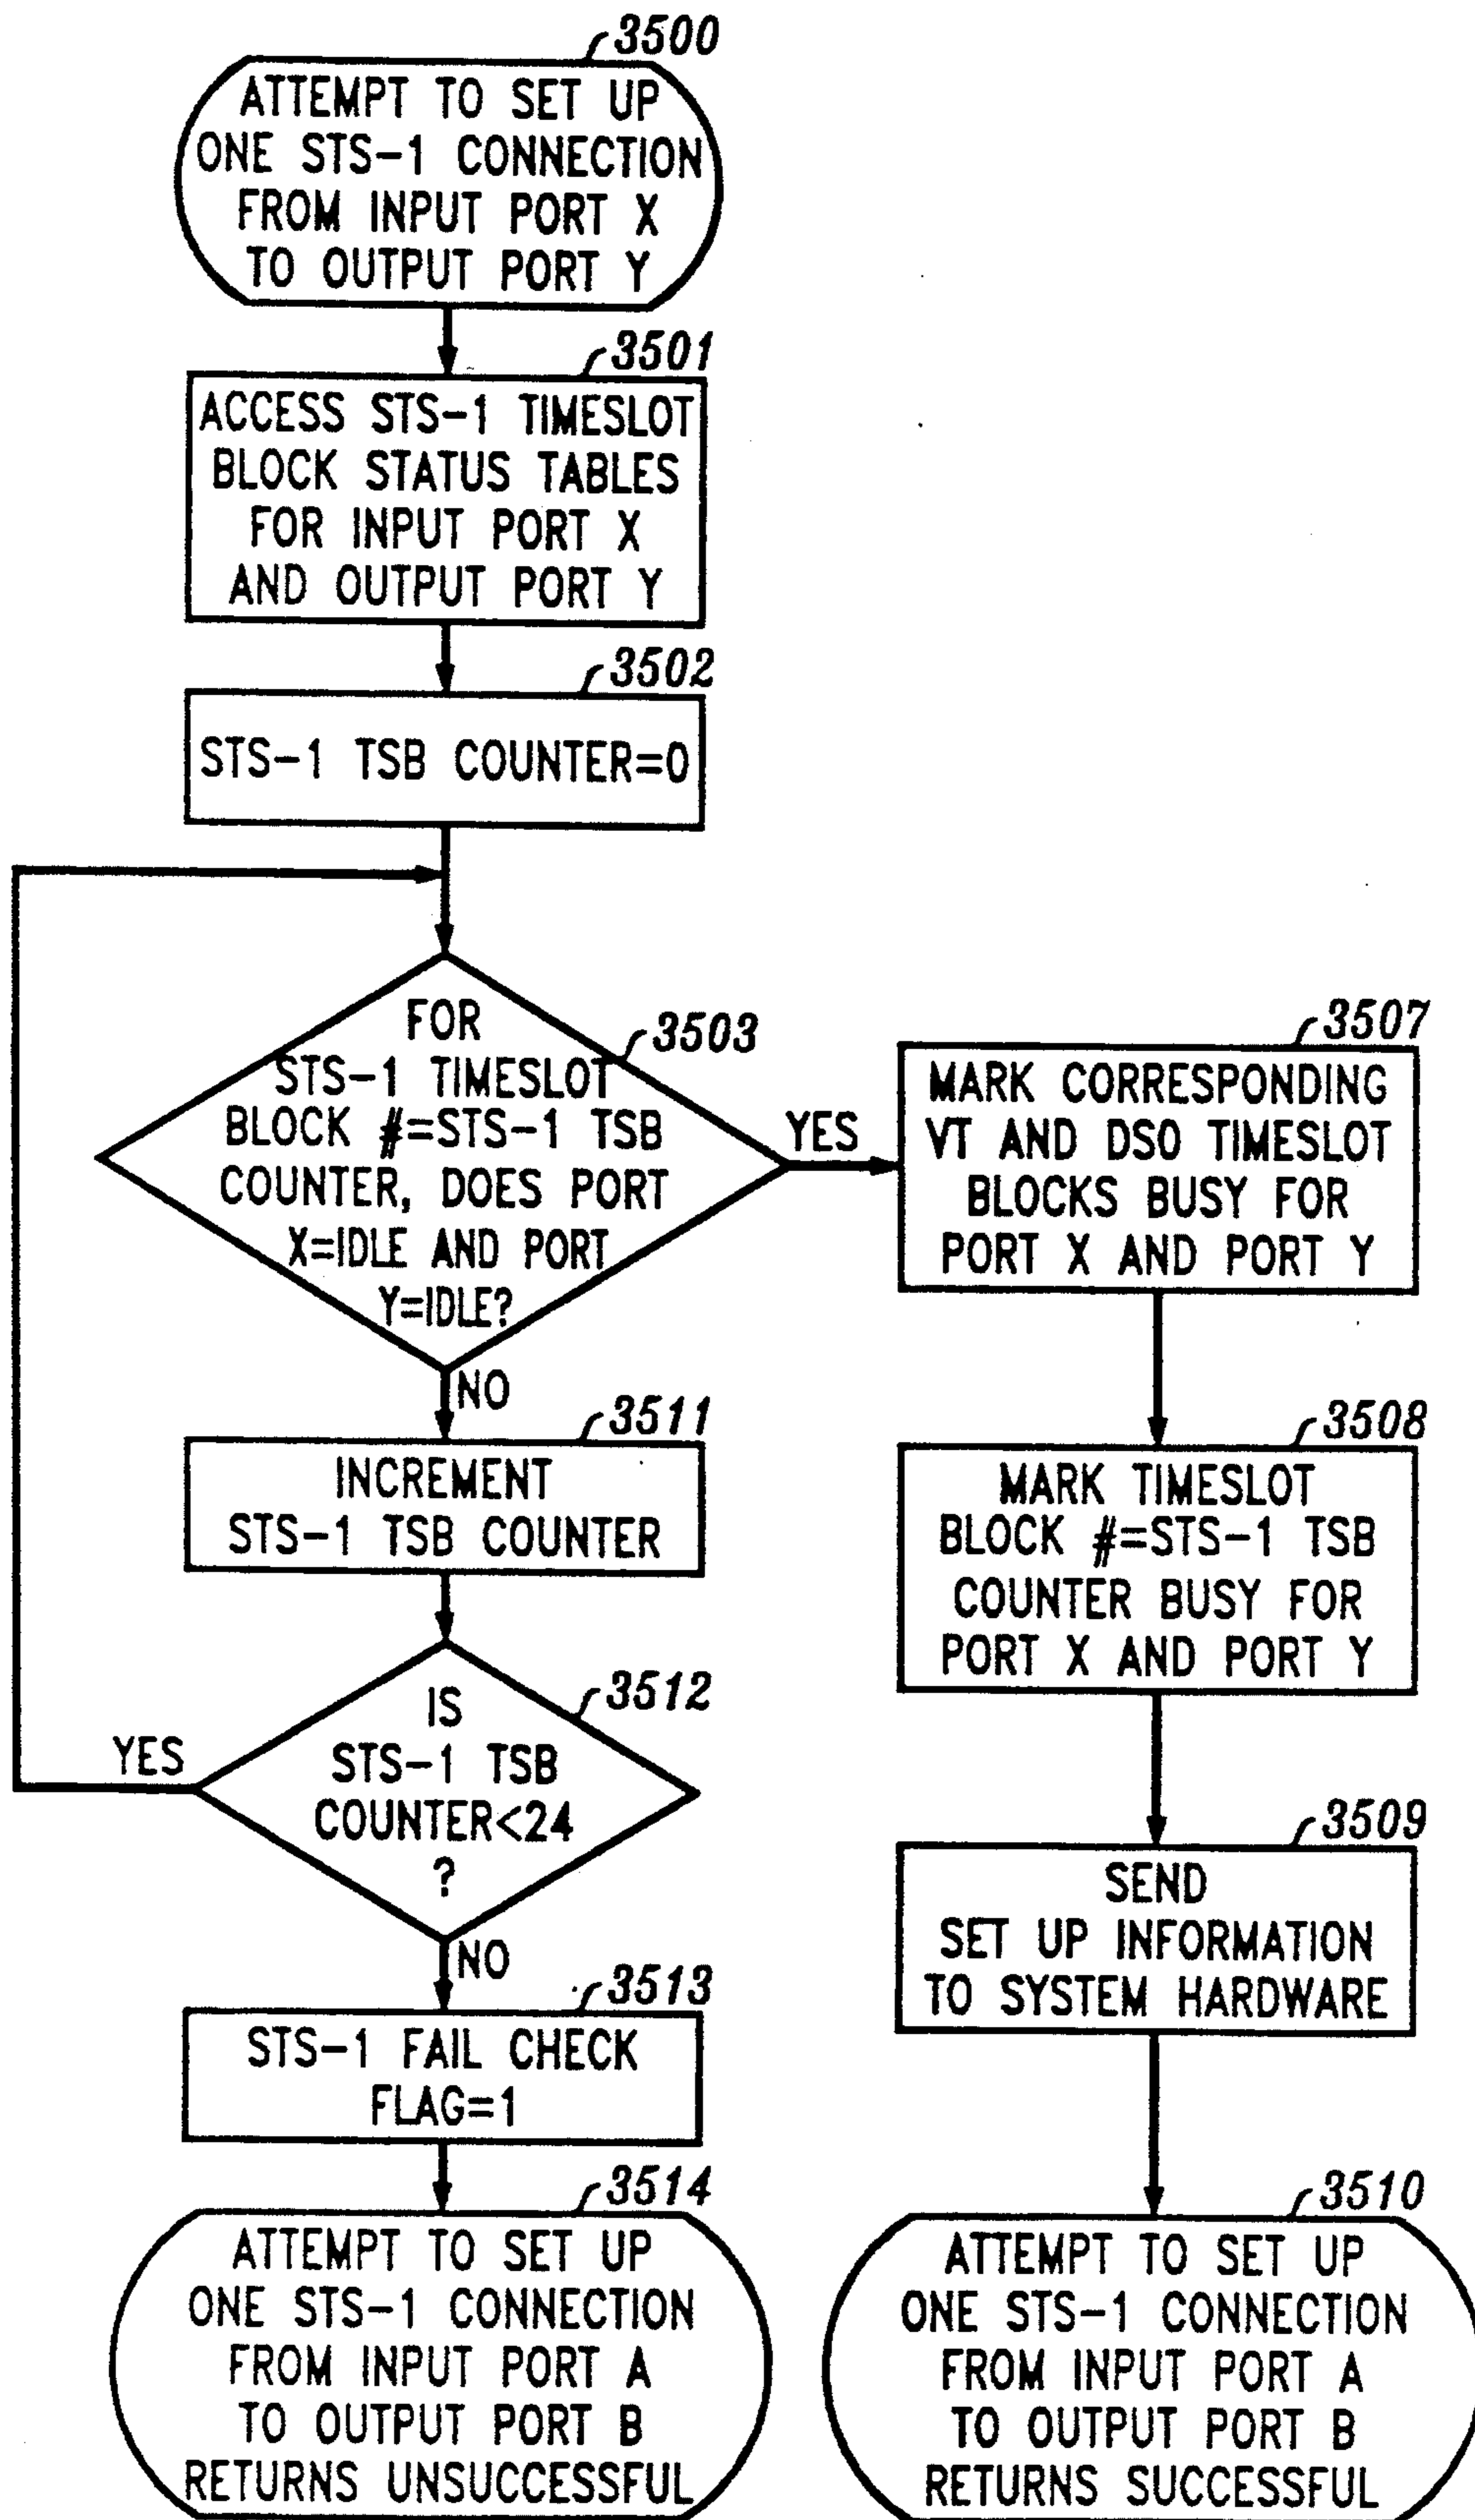 3500
ATTEMPT TO SET UP
ONE STS-1 CONNECTION
FROM INPUT PORT X
TO OUTPUT PORT Y
3501
ACCESS STS-1 TIMESLOT
BLOCK STATUS TABLES
FOR INPUT PORT X
AND OUTPUT PORT Y
3502
STS-1 TSB COUNTER=0
FOR
3503
STS-1 TIMESLOT
BLOCK #=STS-1 TSB
COUNTER, DOES PORT
X=IDLE AND PORT
Y=IDLE?
YES
3507
MARK CORRESPONDING
VT AND DS0 TIMESLOT
BLOCKS BUSY FOR
PORT X AND PORT Y
NO
3511
INCREMENT
STS-1 TSB COUNTER
3508
MARK TIMESLOT
BLOCK #=STS-1 TSB
COUNTER BUSY FOR
PORT X AND PORT Y
3512
IS
STS-1 TSB
COUNTER<24
?
YES
NO
3509
SEND
SET UP INFORMATION
TO SYSTEM HARDWARE
3513
STS-1 FAIL CHECK
FLAG=1
3514
ATTEMPT TO SET UP
ONE STS-1 CONNECTION
FROM INPUT PORT A
TO OUTPUT PORT B
RETURNS UNSUCCESSFUL
3510
ATTEMPT TO SET UP
ONE STS-1 CONNECTION
FROM INPUT PORT A
TO OUTPUT PORT B
RETURNS SUCCESSFUL